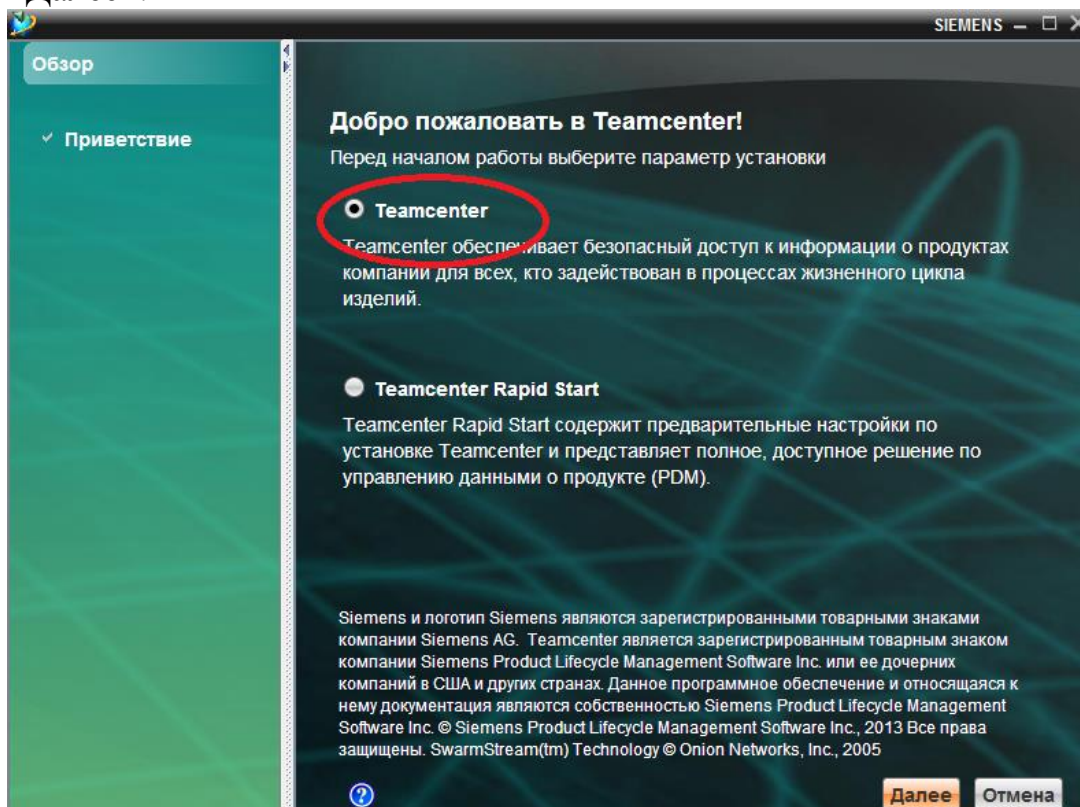 SIEMENS
Обзор
Приветствие
Добро пожаловать в Teamcenter!
Перед началом работы выберите параметр установки
Teamcenter
Teamcenter обеспечивает безопасный доступ к информации о продуктах
компании для всех, кто задействован в процессах жизненного цикла
изделий.
Teamcenter Rapid Start
Teamcenter Rapid Start содержит предварительные настройки по
установке Teamcenter и представляет полное, доступное решение по
управлению данными о продукте (PDM).
Siemens и логотип Siemens являются зарегистрированными товарными знаками
компании Siemens AG. Teamcenter является зарегистрированным товарным знаком
компании Siemens Product Lifecycle Management Software Inc. или ее дочерних
компаний в США и других странах. Данное программное обеспечение и относящаяся к
нему документация являются собственностью Siemens Product Lifecycle Management
Software Inc. © Siemens Product Lifecycle Management Software Inc., 2013 Все права
защищены. SwarmStream(tm) Technology © Onion Networks, Inc., 2005
Далее Отмена